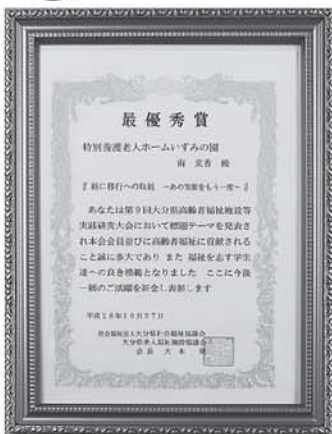 最優秀賞
特別養護老人ホームいずみの園
南 殿
『 経口移行への取組 ~あの笑顔をもう一度~ 』
あなたは第9回大分県高齢者福祉施設等
実践研究大会において標題テーマを発表さ
れ本会会員並びに高齢者福祉に貢献される
こと誠に多大であり また 福祉を志す学生
達への良き模範となりました ここに今後
一層のご活躍を祈念し表彰します
平成18年10月27日
社会福祉法人大分県社会福祉協議会
大分県老人福祉施設協議会
会長 大木